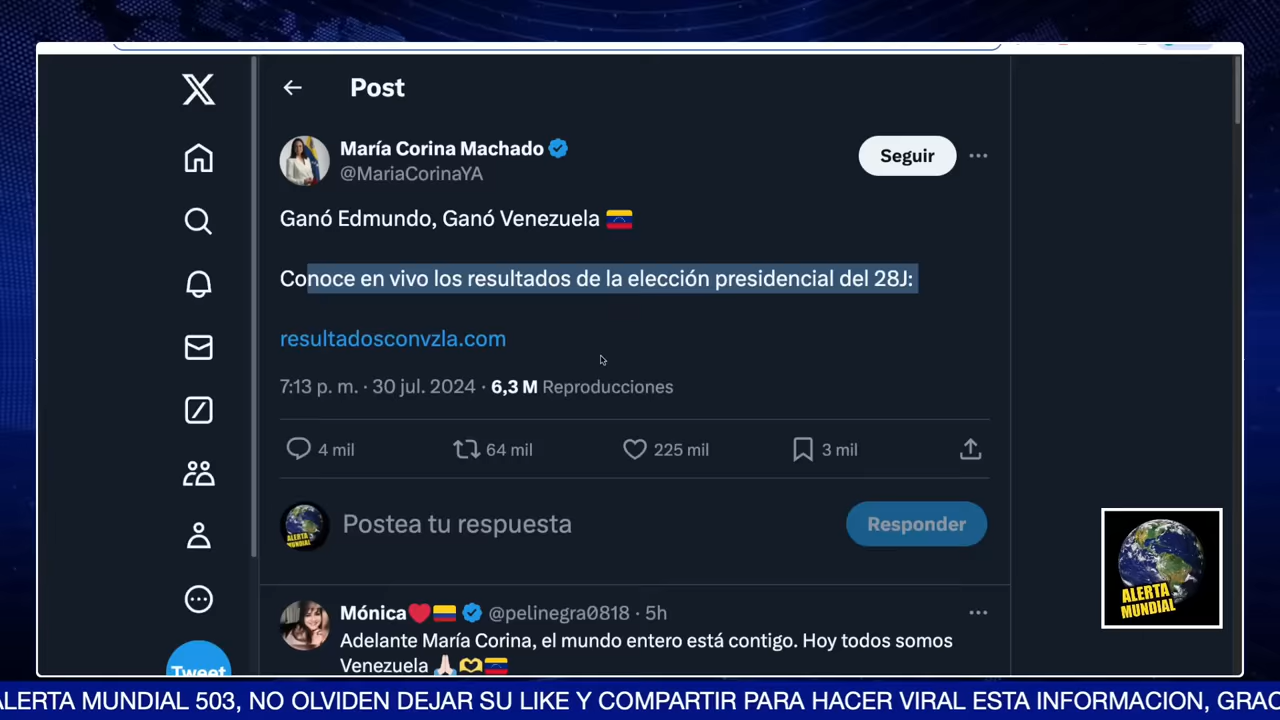 Post
María Corina Machado
Seguir
@MariaCorinaYA
Ganó Edmundo, Ganó Venezuela
Conoce en vivo los resultados de la elección presidencial del 28J:
resultadosconvzla.com
7:13 p. m. · 30 jul. 2024 · 6,3 M Reproducciones
4 mil
64 mil
225 mil
3 mil
Postea tu respuesta
Responder
ALERTA
MUNDIAL
Mónica
@pelinegra0818 · 5h
Adelante María Corina, el mundo entero está contigo. Hoy todos somos
Venezuela
Tweet
ALERTA
MUNDIAL
ALERTA MUNDIAL 503, NO OLVIDEN DEJAR SU LIKE Y COMPARTIR PARA HACER VIRAL ESTA INFORMACION, GRAC